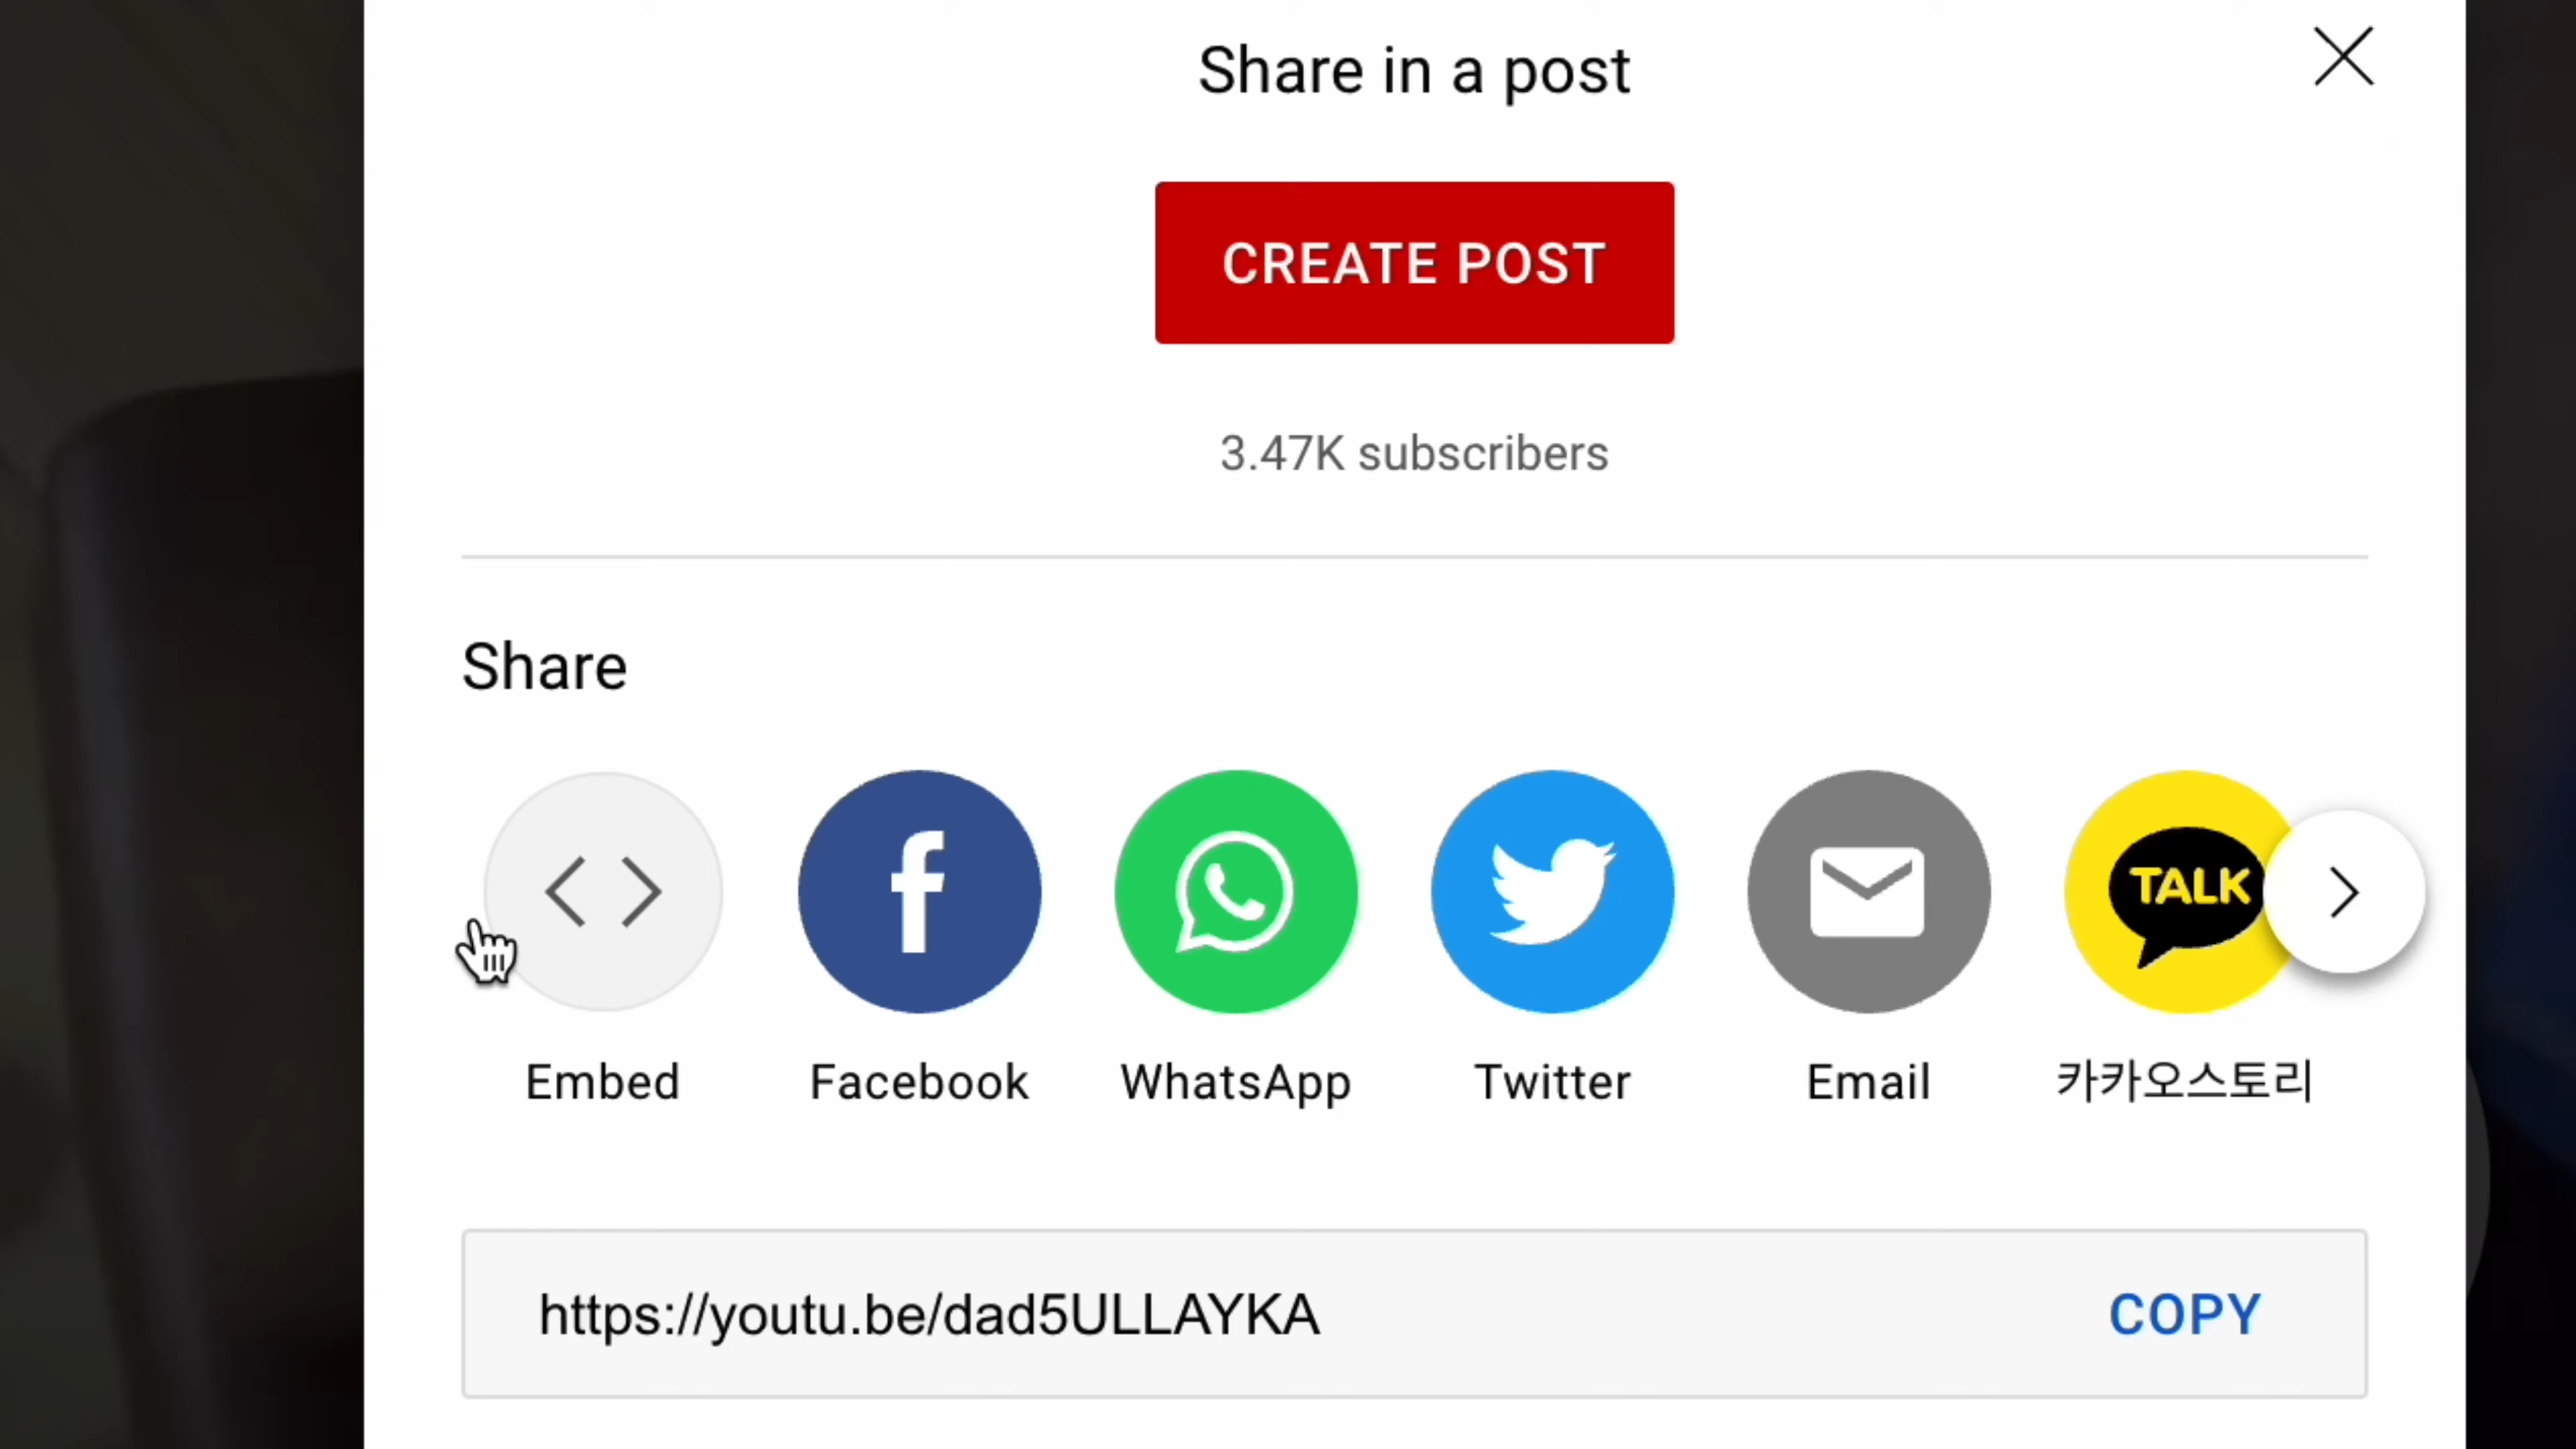 Share in a post
CREATE POST
3.47K subscribers
Share
TALK
Embed Facebook WhatsApp Twitter Email 카카오스토리
https://youtu.be/dad5ULLAYKA COPY